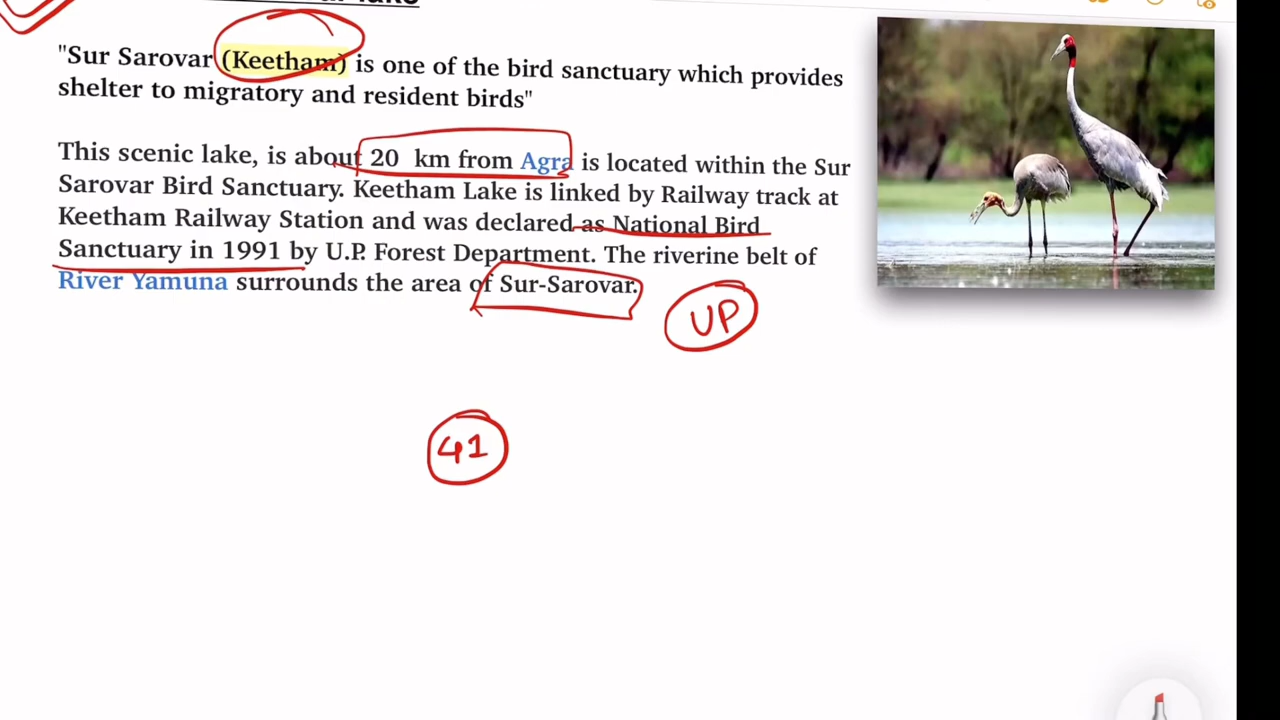 "Sur Sarovar (Keetham) is one of the bird sanctuary which provides
shelter to migratory and resident birds"
This scenic lake, is about 20 km from Agra is located within the Sur
Sarovar Bird Sanctuary. Keetham Lake is linked by Railway track at
Keetham Railway Station and was declared as National Bird
Sanctuary in 1991 by U.P. Forest Department. The riverine belt of
River Yamuna surrounds the area of Sur-Sarovar.
UP
41